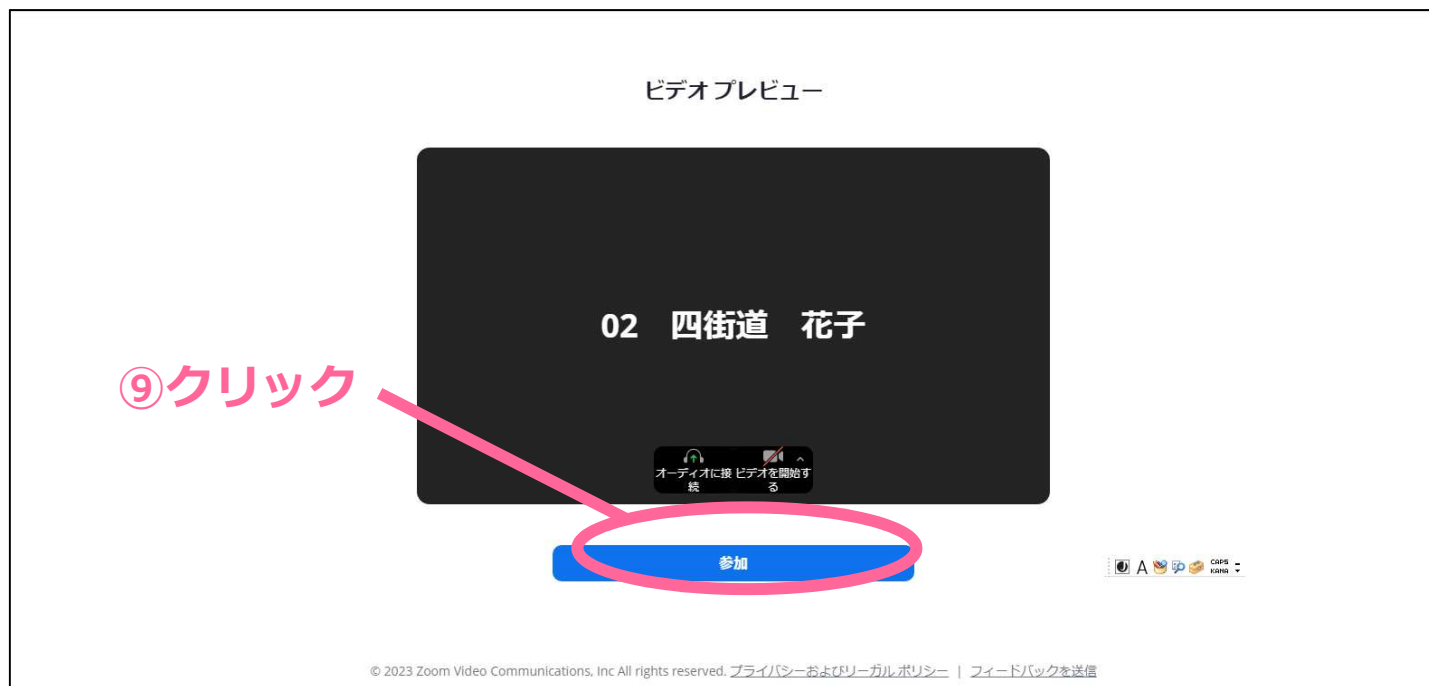 ビデオ プレビュー
02　四街道　花子
⑨クリック
オーディオに接続
ビデオを開始する
参加
A CAPS KANA
© 2023 Zoom Video Communications, Inc All rights reserved. プライバシーおよびリーガル ポリシー | フィードバックを送信